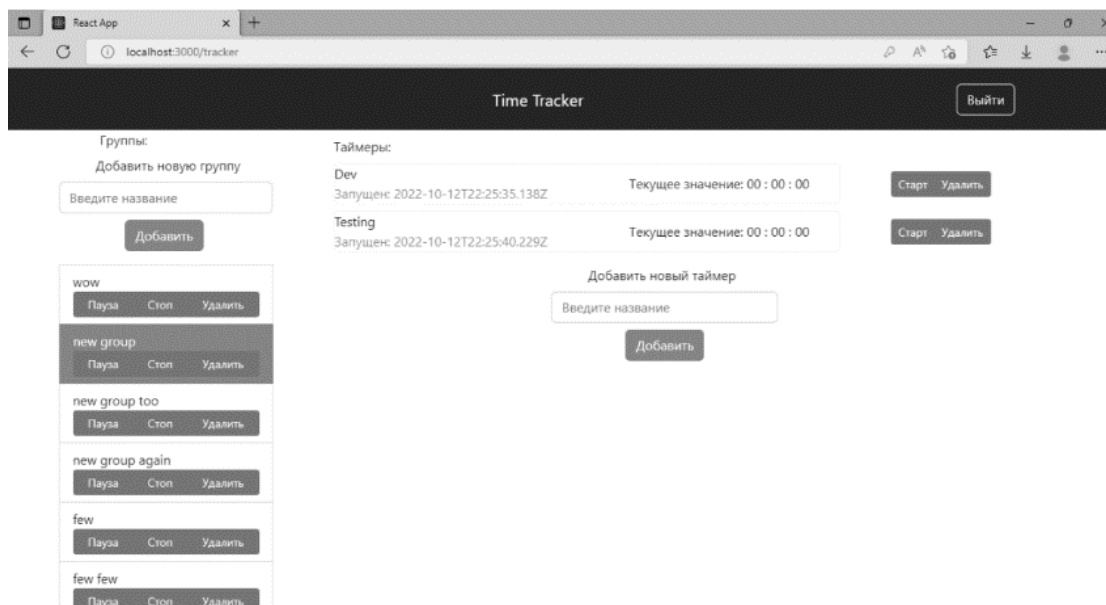 React App
localhost:3000/tracker
Time Tracker
Выйти
Группы:
Добавить новую группу
Введите название
Добавить
wow
Пауза Стоп Удалить
new group
Пауза Стоп Удалить
new group too
Пауза Стоп Удалить
new group again
Пауза Стоп Удалить
few
Пауза Стоп Удалить
few few
Пауза Стоп Удалить
Таймеры:
Dev
Запущен: 2022-10-12T22:25:35.138Z
Текущее значение: 00 : 00 : 00
Старт Удалить
Testing
Запущен: 2022-10-12T22:25:40.229Z
Текущее значение: 00 : 00 : 00
Старт Удалить
Добавить новый таймер
Введите название
Добавить